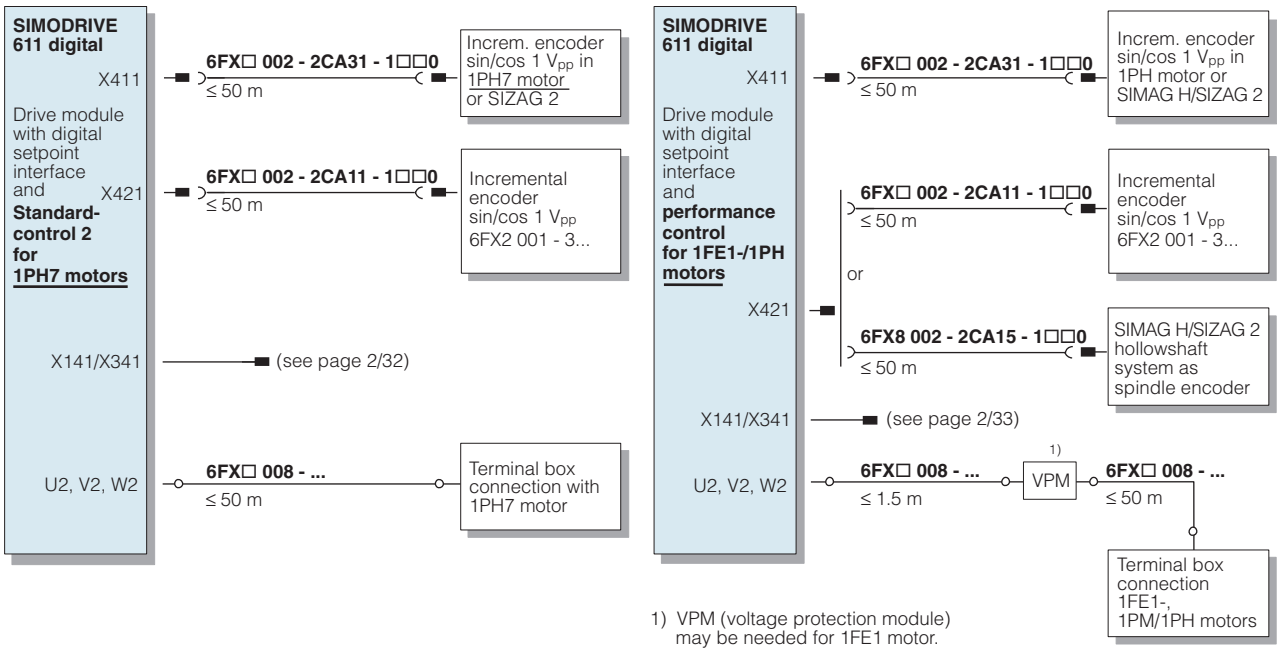 SIMODRIVE
611 digital
X411
Drive module
with digital
setpoint
interface
and
X421
Standard-
control 2
for
1PH7 motors
X141/X341
U2, V2, W2
6FX□ 002 - 2CA31 - 1□□0
≤ 50 m
Increm. encoder
sin/cos 1 Vpp in
1PH7 motor
or SIZAG 2
6FX□ 002 - 2CA11 - 1□□0
≤ 50 m
Incremental
encoder
sin/cos 1 Vpp
6FX2 001 - 3...
(see page 2/32)
6FX□ 008 - ...
≤ 50 m
Terminal box
connection with
1PH7 motor
SIMODRIVE
611 digital
X411
Drive module
with digital
setpoint
interface
and
performance
control
for 1FE1-/1PH
motors
X421
X141/X341
U2, V2, W2
6FX□ 002 - 2CA31 - 1□□0
≤ 50 m
Increm. encoder
sin/cos 1 Vpp in
1PH motor or
SIMAG H/SIZAG 2
6FX□ 002 - 2CA11 - 1□□0
≤ 50 m
Incremental
encoder
sin/cos 1 Vpp
6FX2 001 - 3...
or
6FX8 002 - 2CA15 - 1□□0
≤ 50 m
SIMAG H/SIZAG 2
hollowshaft
system as
spindle encoder
(see page 2/33)
6FX□ 008 - ...
≤ 1.5 m
1)
VPM
6FX□ 008 - ...
≤ 50 m
Terminal box
connection
1FE1-,
1PM/1PH motors
1) VPM (voltage protection module)
may be needed for 1FE1 motor.